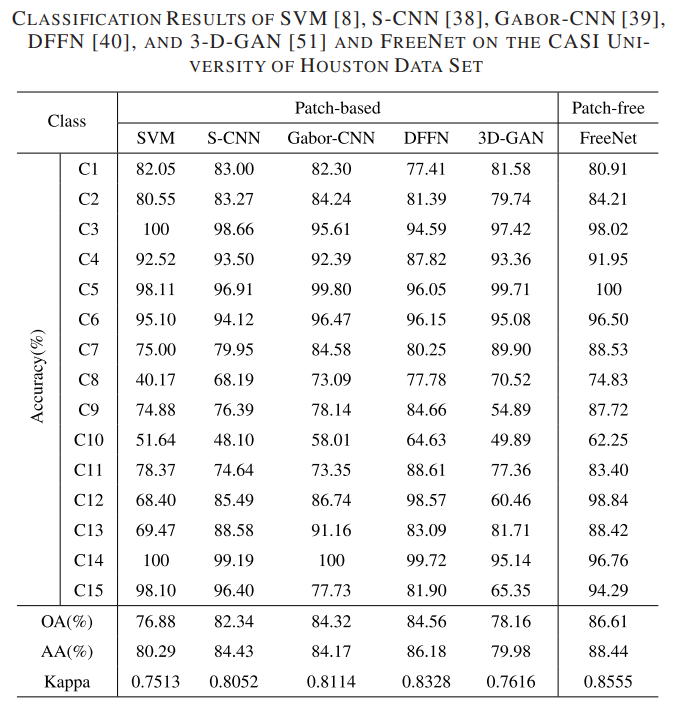 CLASSIFICATION RESULTS OF SVM [8], S-CNN [38], GABOR-CNN [39],
DFFN [40], AND 3-D-GAN [51] AND FREENET ON THE CASI UNI-
VERSITY OF HOUSTON DATA SET
Class Patch-based Patch-free
SVM S-CNN Gabor-CNN DFFN 3D-GAN FreeNet
Accuracy(%)
C1 82.05 83.00 82.30 77.41 81.58 80.91
C2 80.55 83.27 84.24 81.39 79.74 84.21
C3 100 98.66 95.61 94.59 97.42 98.02
C4 92.52 93.50 92.39 87.82 93.36 91.95
C5 98.11 96.91 99.80 96.05 99.71 100
C6 95.10 94.12 96.47 96.15 95.08 96.50
C7 75.00 79.95 84.58 80.25 89.90 88.53
C8 40.17 68.19 73.09 77.78 70.52 74.83
C9 74.88 76.39 78.14 84.66 54.89 87.72
C10 51.64 48.10 58.01 64.63 49.89 62.25
C11 78.37 74.64 73.35 88.61 77.36 83.40
C12 68.40 85.49 86.74 98.57 60.46 98.84
C13 69.47 88.58 91.16 83.09 81.71 88.42
C14 100 99.19 100 99.72 95.14 96.76
C15 98.10 96.40 77.73 81.90 65.35 94.29
OA(%) 76.88 82.34 84.32 84.56 78.16 86.61
AA(%) 80.29 84.43 84.17 86.18 79.98 88.44
Kappa 0.7513 0.8052 0.8114 0.8328 0.7616 0.8555